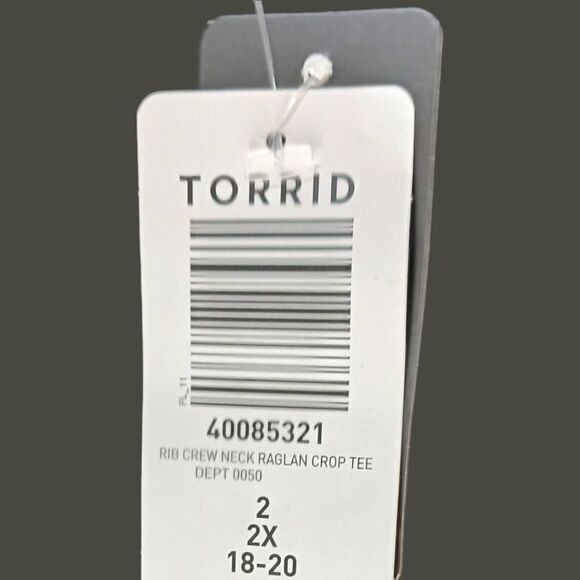 TORRID
FL_11
40085321
RIB CREW NECK RAGLAN CROP TEE
DEPT 0050
2
2X
18-20